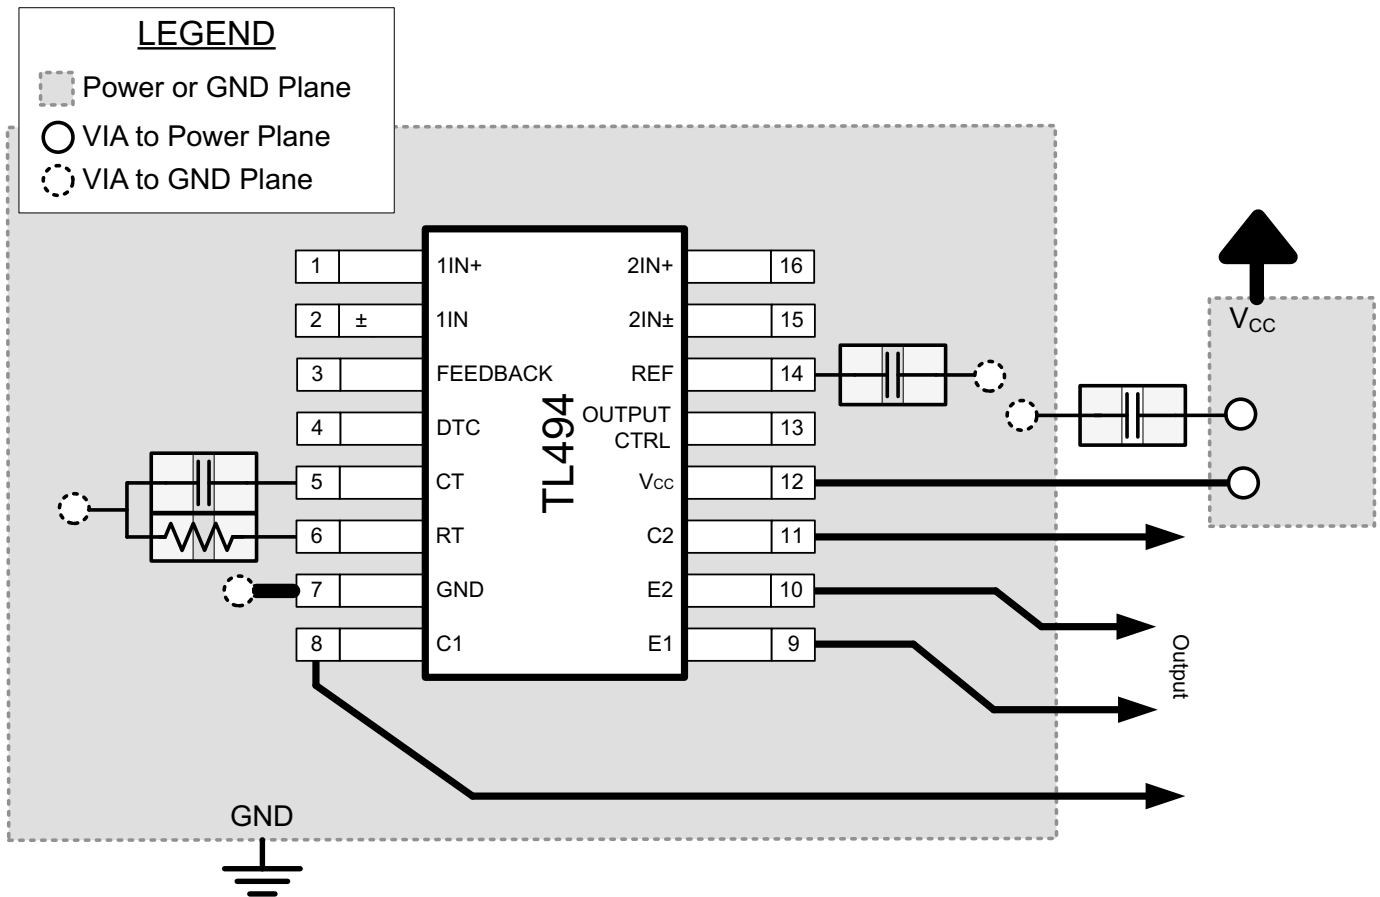 LEGEND
Power or GND Plane
VIA to Power Plane
VIA to GND Plane
1 1IN+ 2IN+ 16
2 ± 1IN 2IN± 15
3 FEEDBACK REF 14
4 DTC OUTPUT CTRL 13
5 CT VCC 12
6 RT C2 11
7 GND E2 10
8 C1 E1 9
TL494
VCC
Output
GND